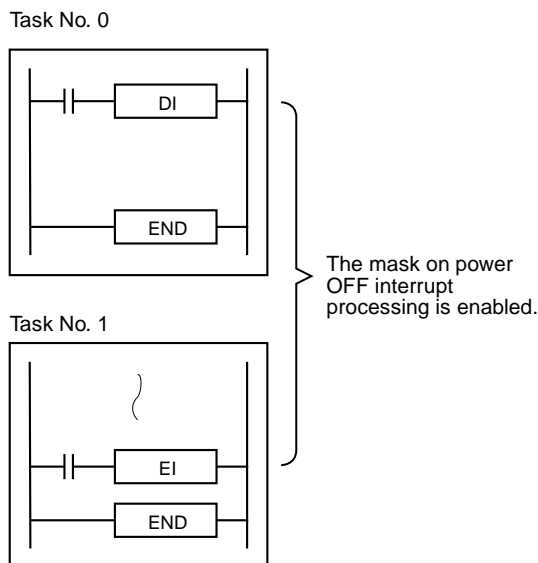 Task No. 0
DI
END
The mask on power
OFF interrupt
processing is enabled.
Task No. 1
EI
END